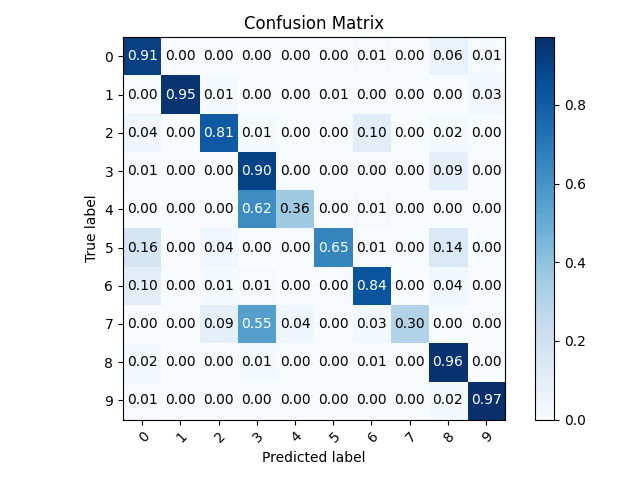 Confusion Matrix
0 0.91 0.00 0.00 0.00 0.00 0.00 0.01 0.00 0.06 0.01
1 0.00 0.95 0.01 0.00 0.00 0.01 0.00 0.00 0.00 0.03
2 0.04 0.00 0.81 0.01 0.00 0.00 0.10 0.00 0.02 0.00
3 0.01 0.00 0.00 0.90 0.00 0.00 0.00 0.00 0.09 0.00
4 0.00 0.00 0.00 0.62 0.36 0.00 0.01 0.00 0.00 0.00
5 0.16 0.00 0.04 0.00 0.00 0.65 0.01 0.00 0.14 0.00
6 0.10 0.00 0.01 0.01 0.00 0.00 0.84 0.00 0.04 0.00
7 0.00 0.00 0.09 0.55 0.04 0.00 0.03 0.30 0.00 0.00
8 0.02 0.00 0.00 0.01 0.00 0.00 0.01 0.00 0.96 0.00
9 0.01 0.00 0.00 0.00 0.00 0.00 0.00 0.00 0.02 0.97
0 1 2 3 4 5 6 7 8 9
Predicted label
True label
0.8
0.6
0.4
0.2
0.0